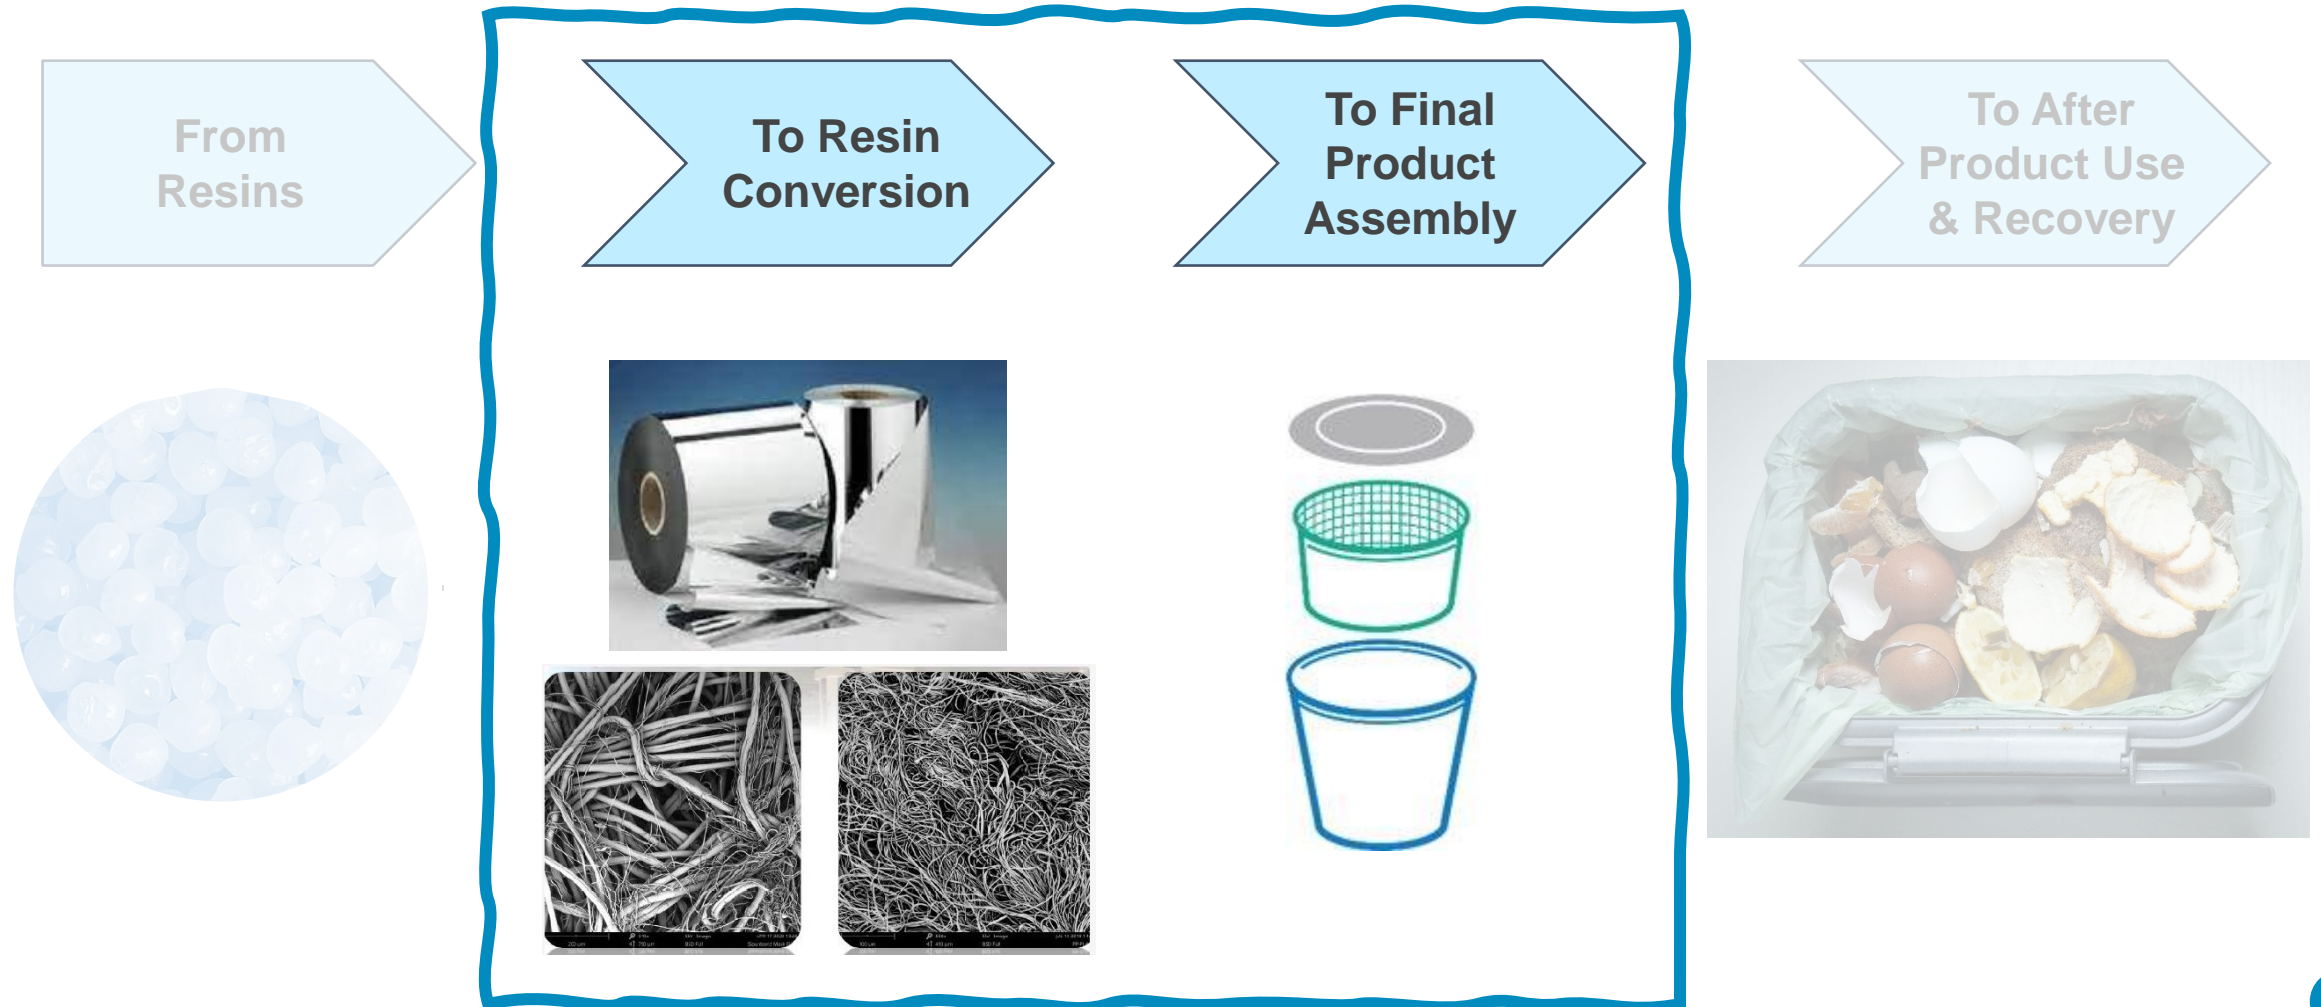 From
Resins
To Resin
Conversion
To Final
Product
Assembly
To After
Product Use
& Recovery